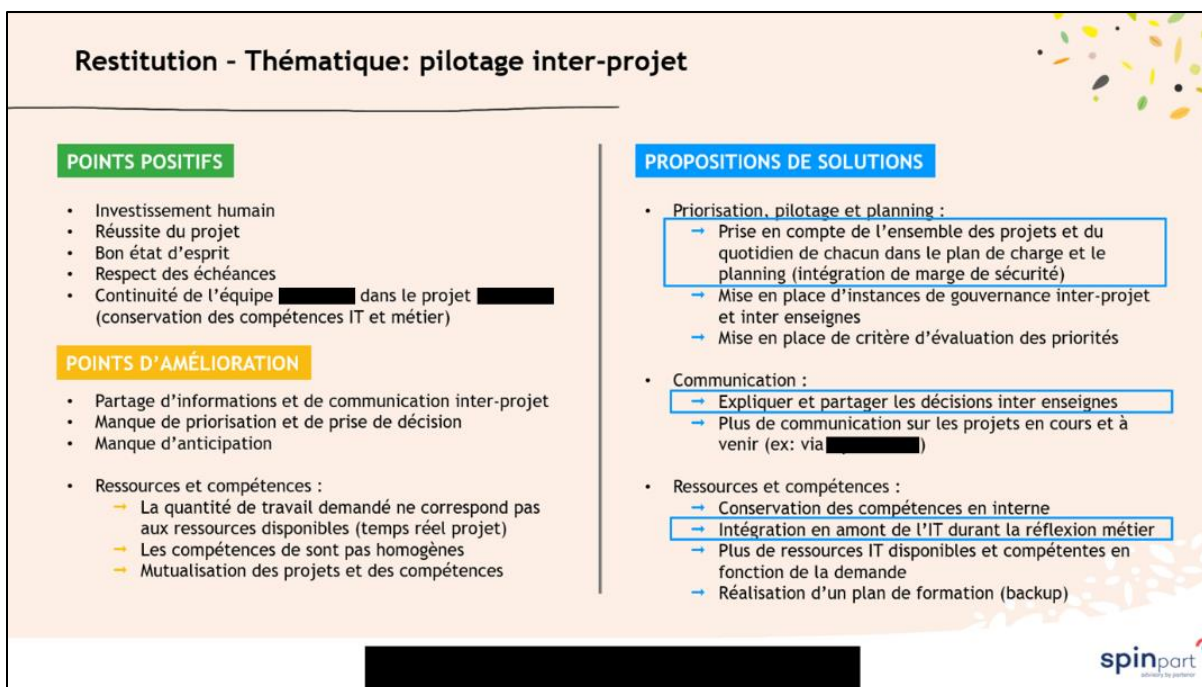 Restitution - Thématique: pilotage inter-projet
POINTS POSITIFS
• Investissement humain
• Réussite du projet
• Bon état d’esprit
• Respect des échéances
• Continuité de l’équipe dans le projet
(conservation des compétences IT et métier)
POINTS D’AMÉLIORATION
• Partage d’informations et de communication inter-projet
• Manque de priorisation et de prise de décision
• Manque d’anticipation
• Ressources et compétences :
→ La quantité de travail demandé ne correspond pas
aux ressources disponibles (temps réel projet)
→ Les compétences de sont pas homogènes
→ Mutualisation des projets et des compétences
PROPOSITIONS DE SOLUTIONS
• Priorisation, pilotage et planning :
→ Prise en compte de l’ensemble des projets et du
quotidien de chacun dans le plan de charge et le
planning (intégration de marge de sécurité)
→ Mise en place d’instances de gouvernance inter-projet
et inter enseignes
→ Mise en place de critère d’évaluation des priorités
• Communication :
→ Expliquer et partager les décisions inter enseignes
→ Plus de communication sur les projets en cours et à
venir (ex: via )
• Ressources et compétences :
→ Conservation des compétences en interne
→ Intégration en amont de l’IT durant la réflexion métier
→ Plus de ressources IT disponibles et compétentes en
fonction de la demande
→ Réalisation d’un plan de formation (backup)
spinpart
advisory by partenor